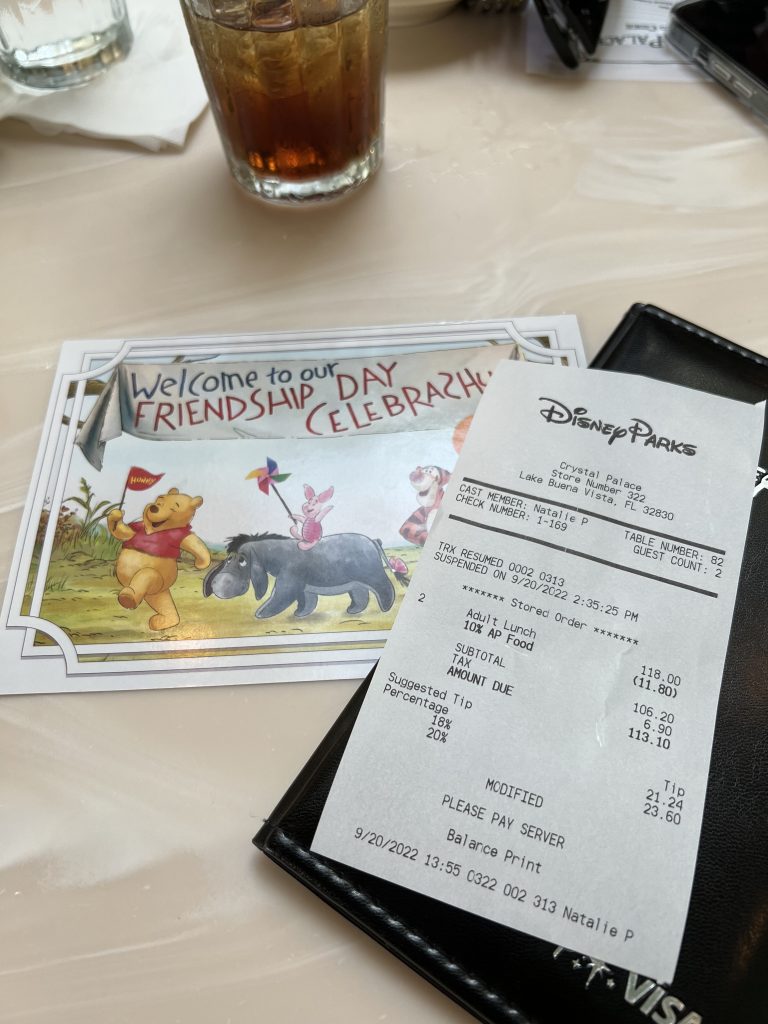 PALAC
Welcome to our
FRIENDSHIP DAY
CELEBRASHU
HUNNY
Disney Parks
Crystal Palace
Store Number 322
Lake Buena Vista, FL 32830
CAST MEMBER: Natalie P TABLE NUMBER: 82
CHECK NUMBER: 1-169 GUEST COUNT: 2
TRX RESUMED 0002 0313
SUSPENDED ON 9/20/2022 2:35:25 PM
******* Stored Order *******
2 Adult Lunch 118.00
10% AP Food (11.80)
SUBTOTAL 106.20
TAX 6.90
AMOUNT DUE 113.10
Suggested Tip
Percentage Tip
18% 21.24
20% 23.60
MODIFIED
PLEASE PAY SERVER
Balance Print
9/20/2022 13:55 0322 002 313 Natalie P
VISA